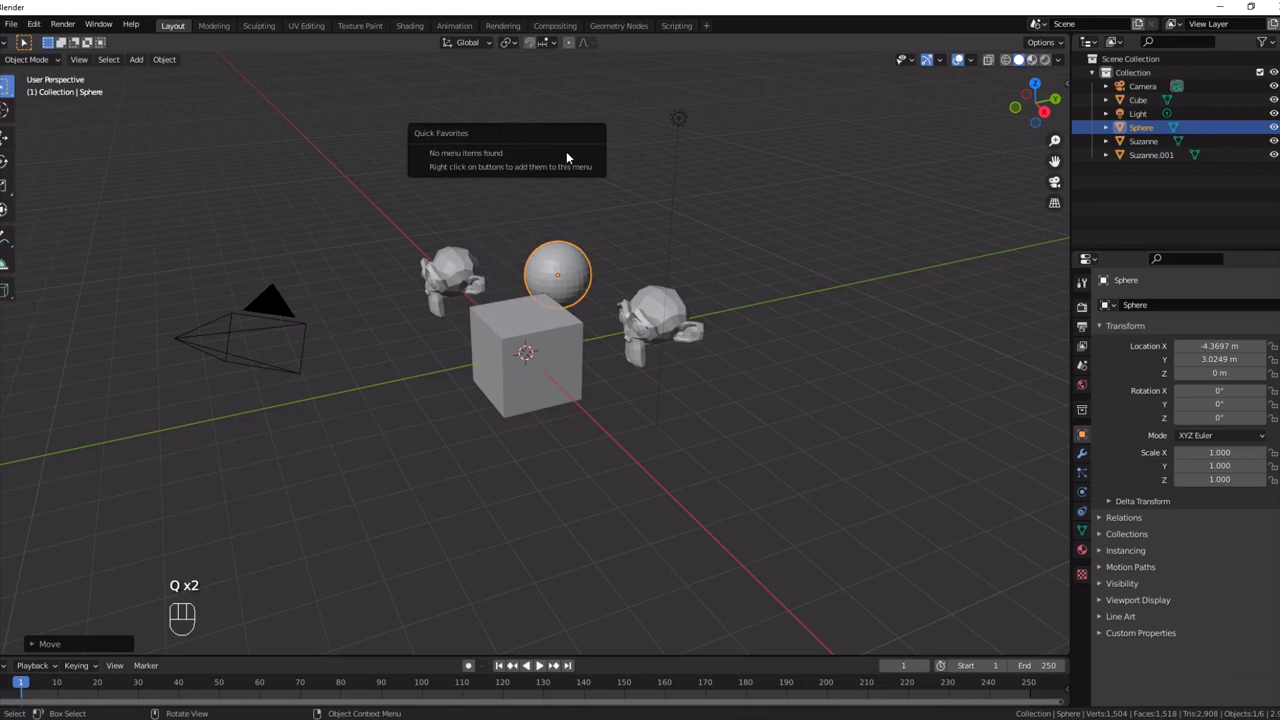 Blender
File Edit Render Window Help Layout Modeling Sculpting UV Editing Texture Paint Shading Animation Rendering Compositing Geometry Nodes Scripting + Scene View Layer
Global Options
Object Mode View Select Add Object
User Perspective
(1) Collection | Sphere
Quick Favorites
No menu items found
Right click on buttons to add them to this menu
Z
Y
X
Scene Collection
Collection
Camera
Cube
Light
Sphere
Suzanne
Suzanne.001
Sphere
Sphere
Transform
Location X -4.3697 m
Y 3.0249 m
Z 0 m
Rotation X 0°
Y 0°
Z 0°
Mode XYZ Euler
Scale X 1.000
Y 1.000
Z 1.000
Delta Transform
Relations
Collections
Instancing
Motion Paths
Visibility
Viewport Display
Line Art
Custom Properties
Q x2
Move
Playback Keying View Marker 1 Start 1 End 250
1 10 20 30 40 50 60 70 80 90 100 110 120 130 140 150 160 170 180 190 200 210 220 230 240 250
Select Box Select Rotate View Object Context Menu Collection | Sphere | Verts:1,504 | Faces:1,518 | Tris:2,908 | Objects:1/6 | 2.9